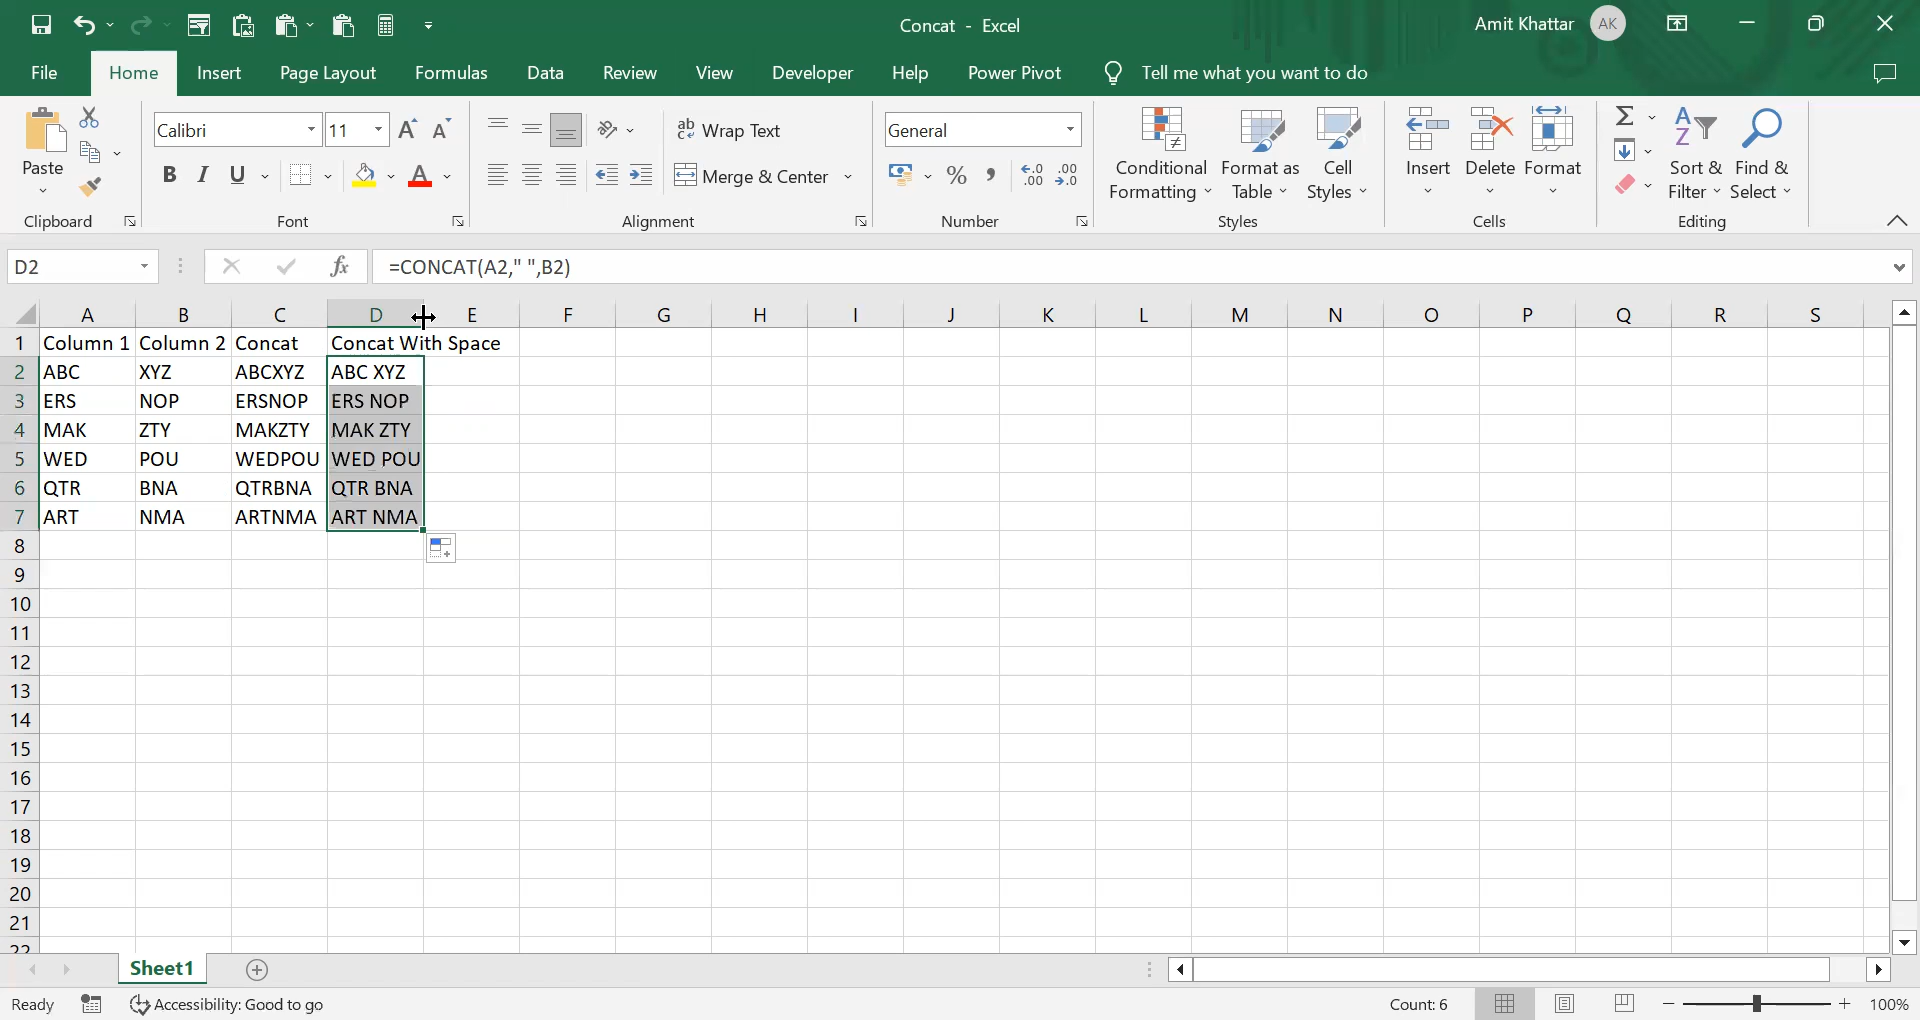 Concat - Excel
Amit Khattar
AK
File Home Insert Page Layout Formulas Data Review View Developer Help Power Pivot Tell me what you want to do
Paste
Clipboard
Calibri 11
B I U
Font
Wrap Text
Merge & Center
Alignment
General
Number
Conditional Formatting
Format as Table
Cell Styles
Styles
Insert
Delete
Format
Cells
Sort & Filter
Find & Select
Editing
D2
fx
=CONCAT(A2," ",B2)
A B C D E F G H I J K L M N O P Q R S
1 Column 1 Column 2 Concat Concat With Space
2 ABC XYZ ABCXYZ ABC XYZ
3 ERS NOP ERSNOP ERS NOP
4 MAK ZTY MAKZTY MAK ZTY
5 WED POU WEDPOU WED POU
6 QTR BNA QTRBNA QTR BNA
7 ART NMA ARTNMA ART NMA
8
9
10
11
12
13
14
15
16
17
18
19
20
21
22
Sheet1
Ready
Accessibility: Good to go
Count: 6
100%